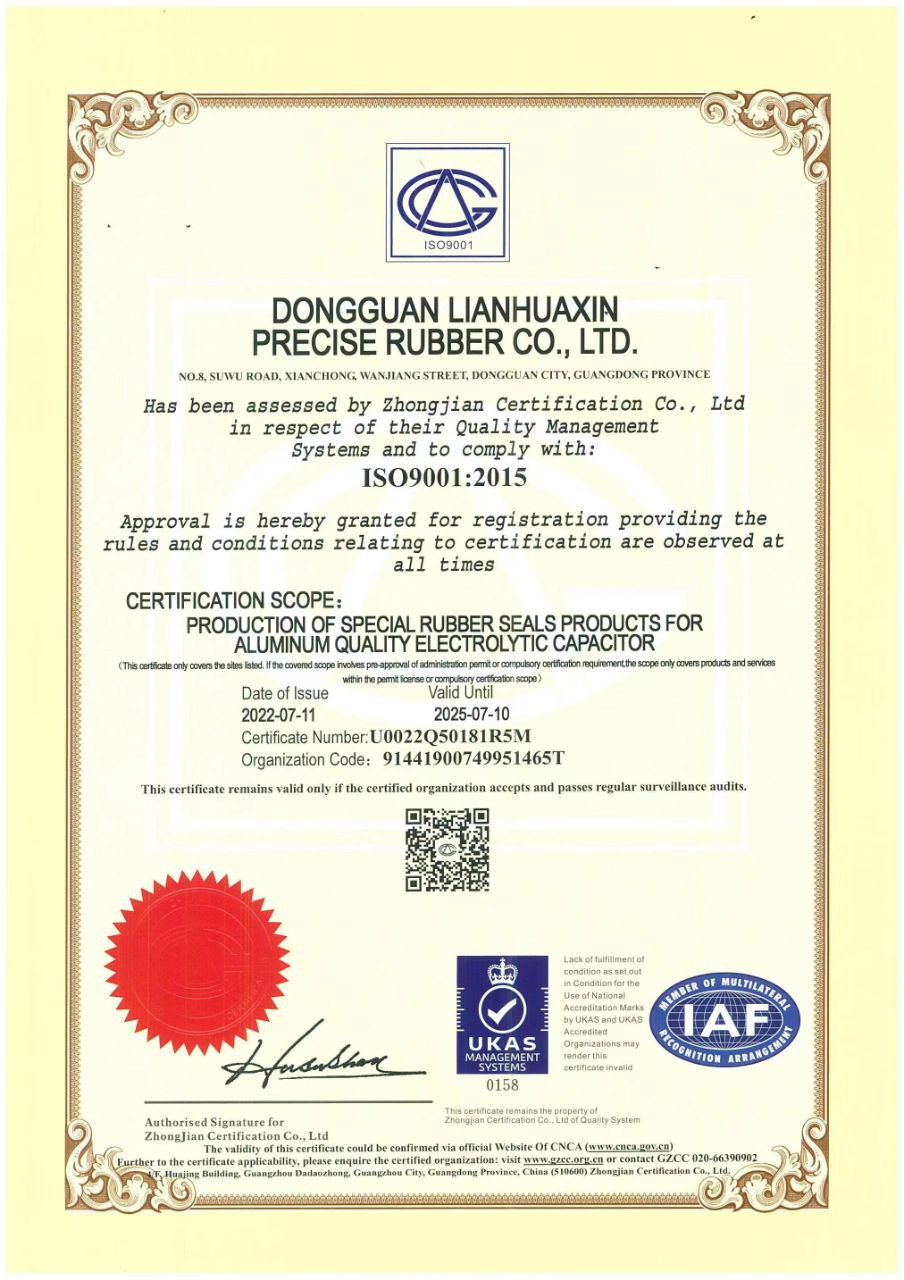 ISO9001
DONGGUAN LIANHUAXIN
PRECISE RUBBER CO., LTD.
NO.8, SUWU ROAD, XIANCHONG, WANJIANG STREET, DONGGUAN CITY, GUANGDONG PROVINCE
Has been assessed by Zhongjian Certification Co., Ltd
in respect of their Quality Management
Systems and to comply with:
ISO9001:2015
Approval is hereby granted for registration providing the
rules and conditions relating to certification are observed at
all times
CERTIFICATION SCOPE:
PRODUCTION OF SPECIAL RUBBER SEALS PRODUCTS FOR
ALUMINUM QUALITY ELECTROLYTIC CAPACITOR
(This certificate only covers the sites listed. If the covered scope involves pre-approval of administration permit or compulsory certification requirement,the scope only covers products and services
within the permit license or compulsory certification scope)
Date of Issue Valid Until
2022-07-11 2025-07-10
Certificate Number:U0022Q50181R5M
Organization Code: 91441900749951465T
This certificate remains valid only if the certified organization accepts and passes regular surveillance audits.
Lack of fulfillment of
condition as set out
in Condition for the
Use of National
Accreditation Marks
by UKAS and UKAS
Accredited
Organizations may
render this
certificate invalid
UKAS
MANAGEMENT
SYSTEMS
0158
MEMBER OF MULTILATERAL
IAF
RECOGNITION ARRANGEMENT
This certificate remains the property of
Zhongjian Certification Co., Ltd of Quality System
Authorised Signature for
ZhongJian Certification Co., Ltd
The validity of this certificate could be confirmed via official Website Of CNCA (www.cnca.gov.cn)
Further to the certificate applicability, please enquire the certified organization: visit www.gzcc.org.cn or contact GZCC 020-66390902
Huajing Building, Guangzhou Dadaozhong, Guangzhou City, Guangdong Province, China (510600) Zhongjian Certification Co., Ltd.